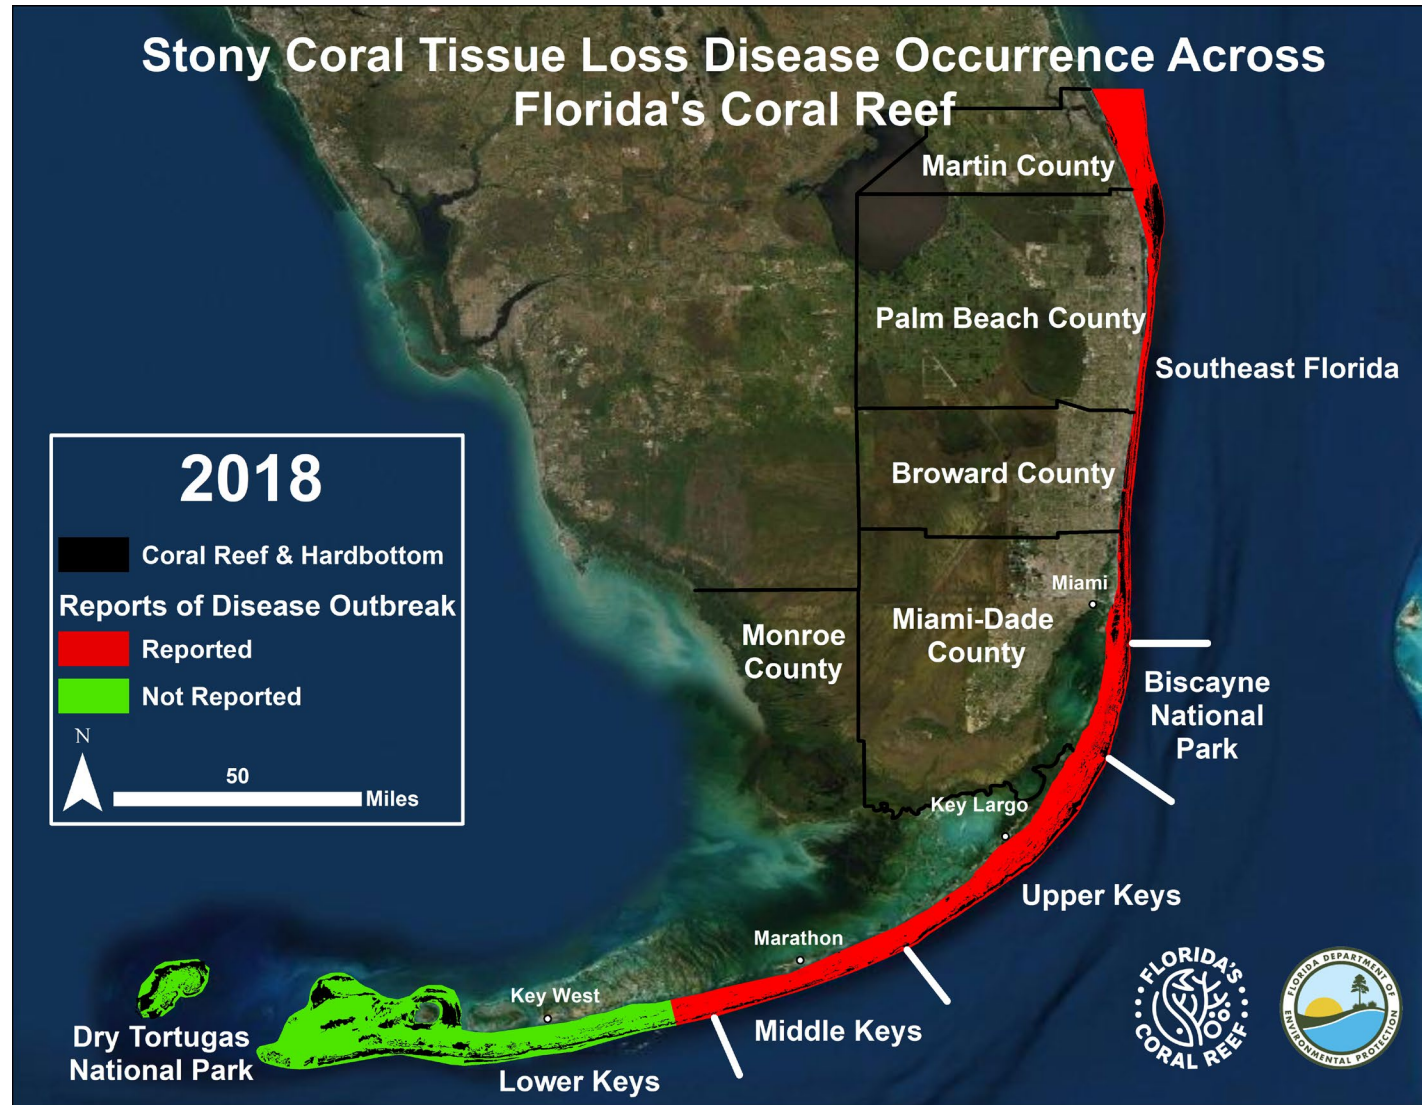 Stony Coral Tissue Loss Disease Occurrence Across
Florida's Coral Reef
Martin County
Palm Beach County
Southeast Florida
Broward County
Miami
Miami-Dade
County
Monroe
County
Biscayne
National
Park
Key Largo
Upper Keys
Marathon
Middle Keys
Key West
Lower Keys
Dry Tortugas
National Park
2018
Coral Reef & Hardbottom
Reports of Disease Outbreak
Reported
Not Reported
N
50
Miles
FLORIDA'S
CORAL REEF
FLORIDA DEPARTMENT OF
ENVIRONMENTAL PROTECTION